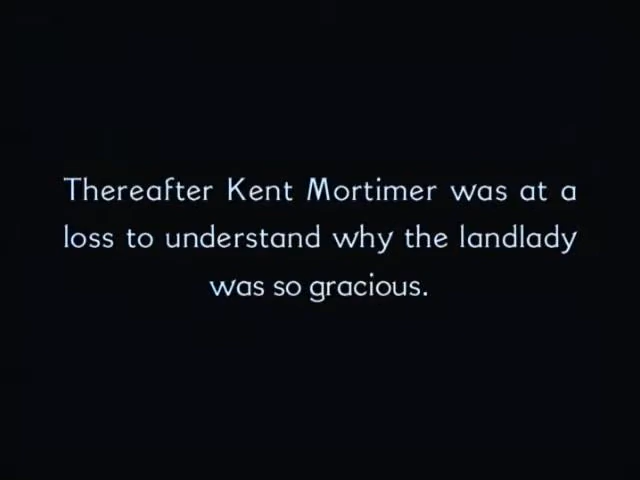 Thereafter Kent Mortimer was at a
loss to understand why the landlady
was so gracious.